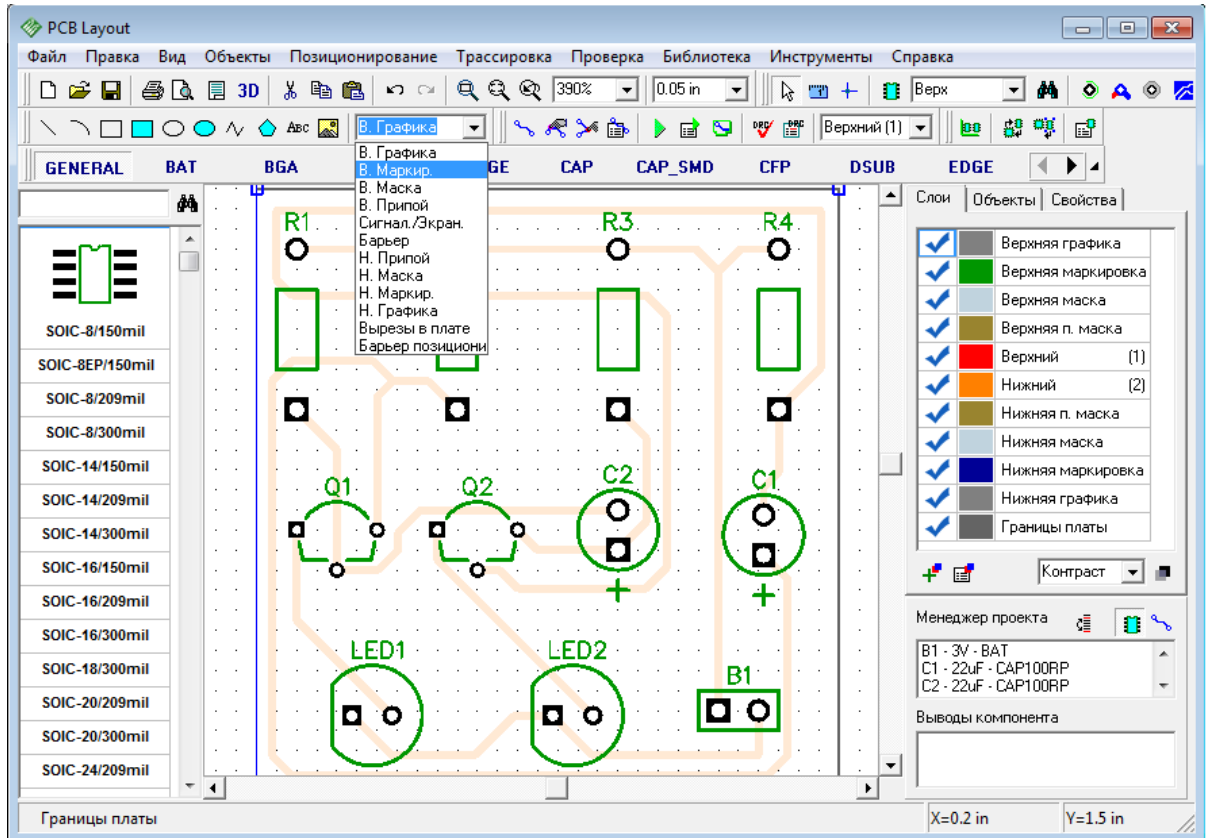 PCB Layout
Файл Правка Вид Объекты Позиционирование Трассировка Проверка Библиотека Инструменты Справка
3D 390% 0.05 in Верх
ABC В. Графика DRC DRC Верхний (1)
GENERAL BAT BGA GE CAP CAP_SMD CFP DSUB EDGE
В. Графика
В. Маркир.
В. Маска
В. Припой
Сигнал./Экран.
Барьер
Н. Припой
Н. Маска
Н. Маркир.
Н. Графика
Вырезы в плате
Барьер позициони
SOIC-8/150mil
SOIC-8EP/150mil
SOIC-8/209mil
SOIC-8/300mil
SOIC-14/150mil
SOIC-14/209mil
SOIC-14/300mil
SOIC-16/150mil
SOIC-16/209mil
SOIC-16/300mil
SOIC-18/300mil
SOIC-20/209mil
SOIC-20/300mil
SOIC-24/209mil
R1 R3 R4
Q1 Q2 C2 C1
+ +
LED1 LED2 B1
Слои Объекты Свойства
Верхняя графика
Верхняя маркировка
Верхняя маска
Верхняя п. маска
Верхний (1)
Нижний (2)
Нижняя п. маска
Нижняя маска
Нижняя маркировка
Нижняя графика
Границы платы
Контраст
Менеджер проекта
B1 - 3V - BAT
C1 - 22uF - CAP100RP
C2 - 22uF - CAP100RP
Выводы компонента
Границы платы X=0.2 in Y=1.5 in